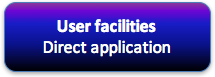 User facilities
Direct application